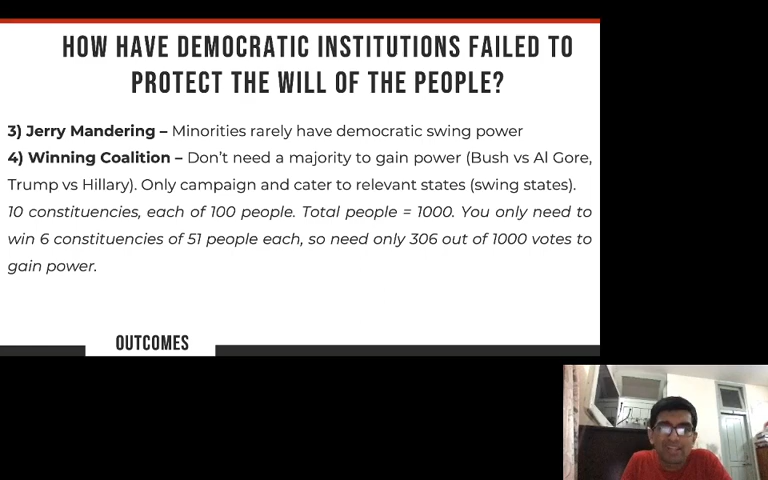 HOW HAVE DEMOCRATIC INSTITUTIONS FAILED TO
PROTECT THE WILL OF THE PEOPLE?
3) Jerry Mandering – Minorities rarely have democratic swing power
4) Winning Coalition – Don't need a majority to gain power (Bush vs Al Gore,
Trump vs Hillary). Only campaign and cater to relevant states (swing states).
10 constituencies, each of 100 people. Total people = 1000. You only need to
win 6 constituencies of 51 people each, so need only 306 out of 1000 votes to
gain power.
OUTCOMES